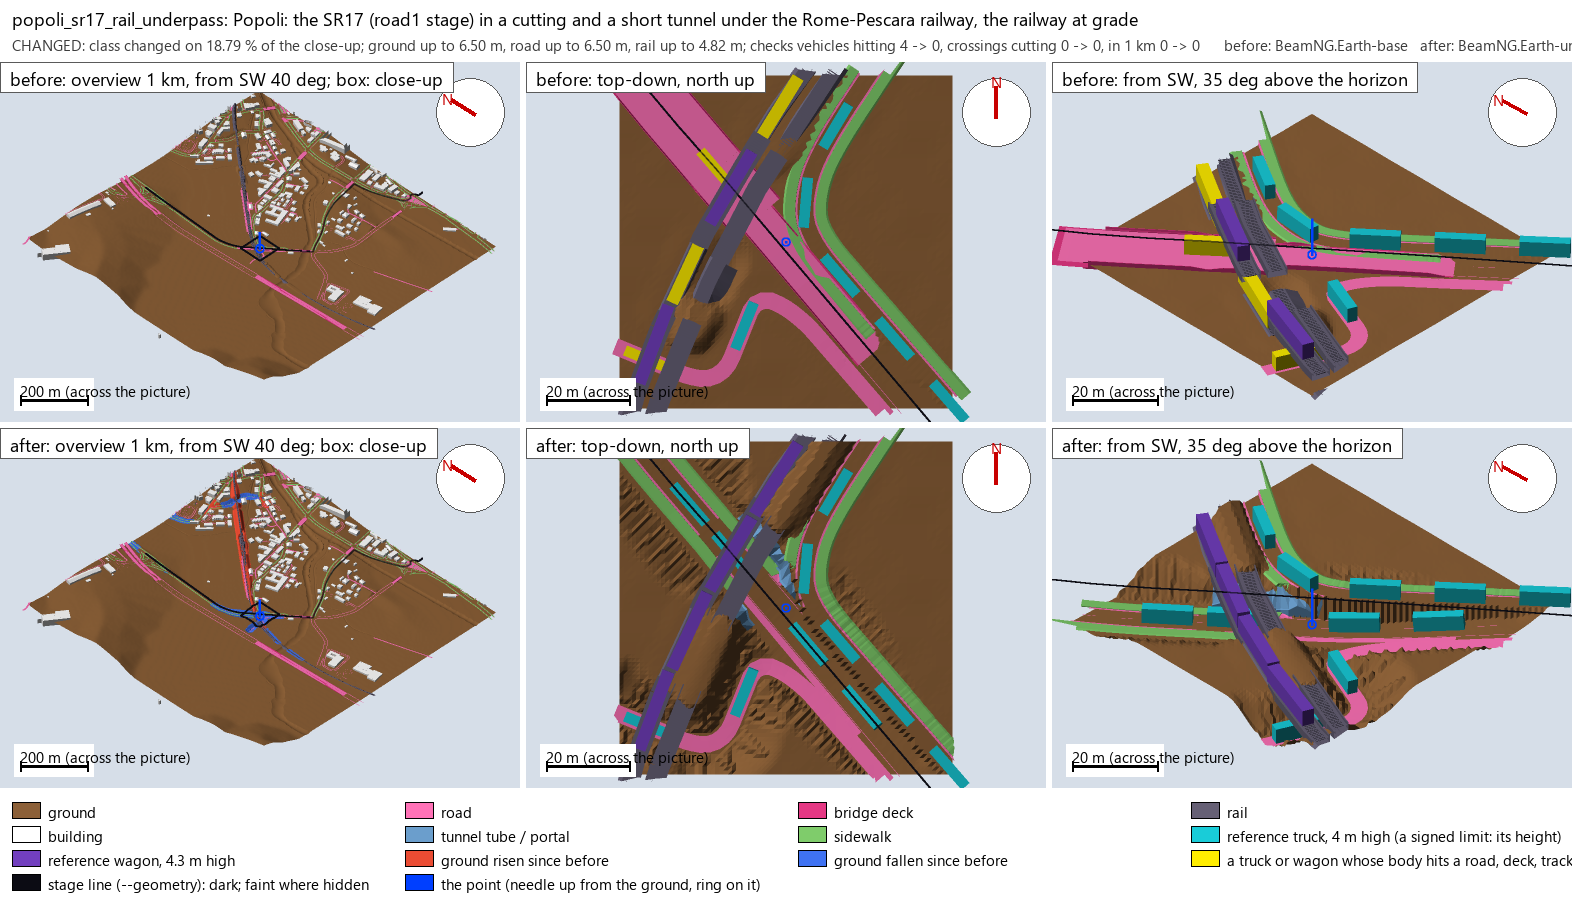 popoli_sr17_rail_underpass: Popoli: the SR17 (road1 stage) in a cutting and a short tunnel under the Rome-Pescara railway, the railway at grade
CHANGED: class changed on 18.79 % of the close-up; ground up to 6.50 m, road up to 6.50 m, rail up to 4.82 m; checks vehicles hitting 4 -> 0, crossings cutting 0 -> 0, in 1 km 0 -> 0 before: BeamNG.Earth-base after: BeamNG.Earth-ur
before: overview 1 km, from SW 40 deg; box: close-up
N
200 m (across the picture)
before: top-down, north up
N
20 m (across the picture)
before: from SW, 35 deg above the horizon
N
20 m (across the picture)
after: overview 1 km, from SW 40 deg; box: close-up
N
200 m (across the picture)
after: top-down, north up
N
20 m (across the picture)
after: from SW, 35 deg above the horizon
N
20 m (across the picture)
ground
road
bridge deck
rail
building
tunnel tube / portal
sidewalk
reference truck, 4 m high (a signed limit: its height)
reference wagon, 4.3 m high
ground risen since before
ground fallen since before
a truck or wagon whose body hits a road, deck, track
stage line (--geometry): dark; faint where hidden
the point (needle up from the ground, ring on it)